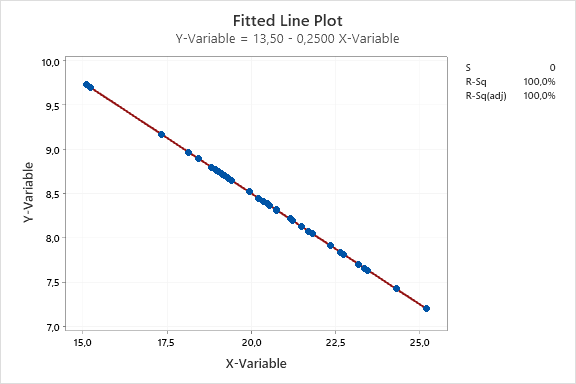 Fitted Line Plot
Y-Variable = 13,50 - 0,2500 X-Variable
S 0
R-Sq 100,0%
R-Sq(adj) 100,0%
10,0
9,5
9,0
8,5
8,0
7,5
7,0
Y-Variable
15,0 17,5 20,0 22,5 25,0
X-Variable